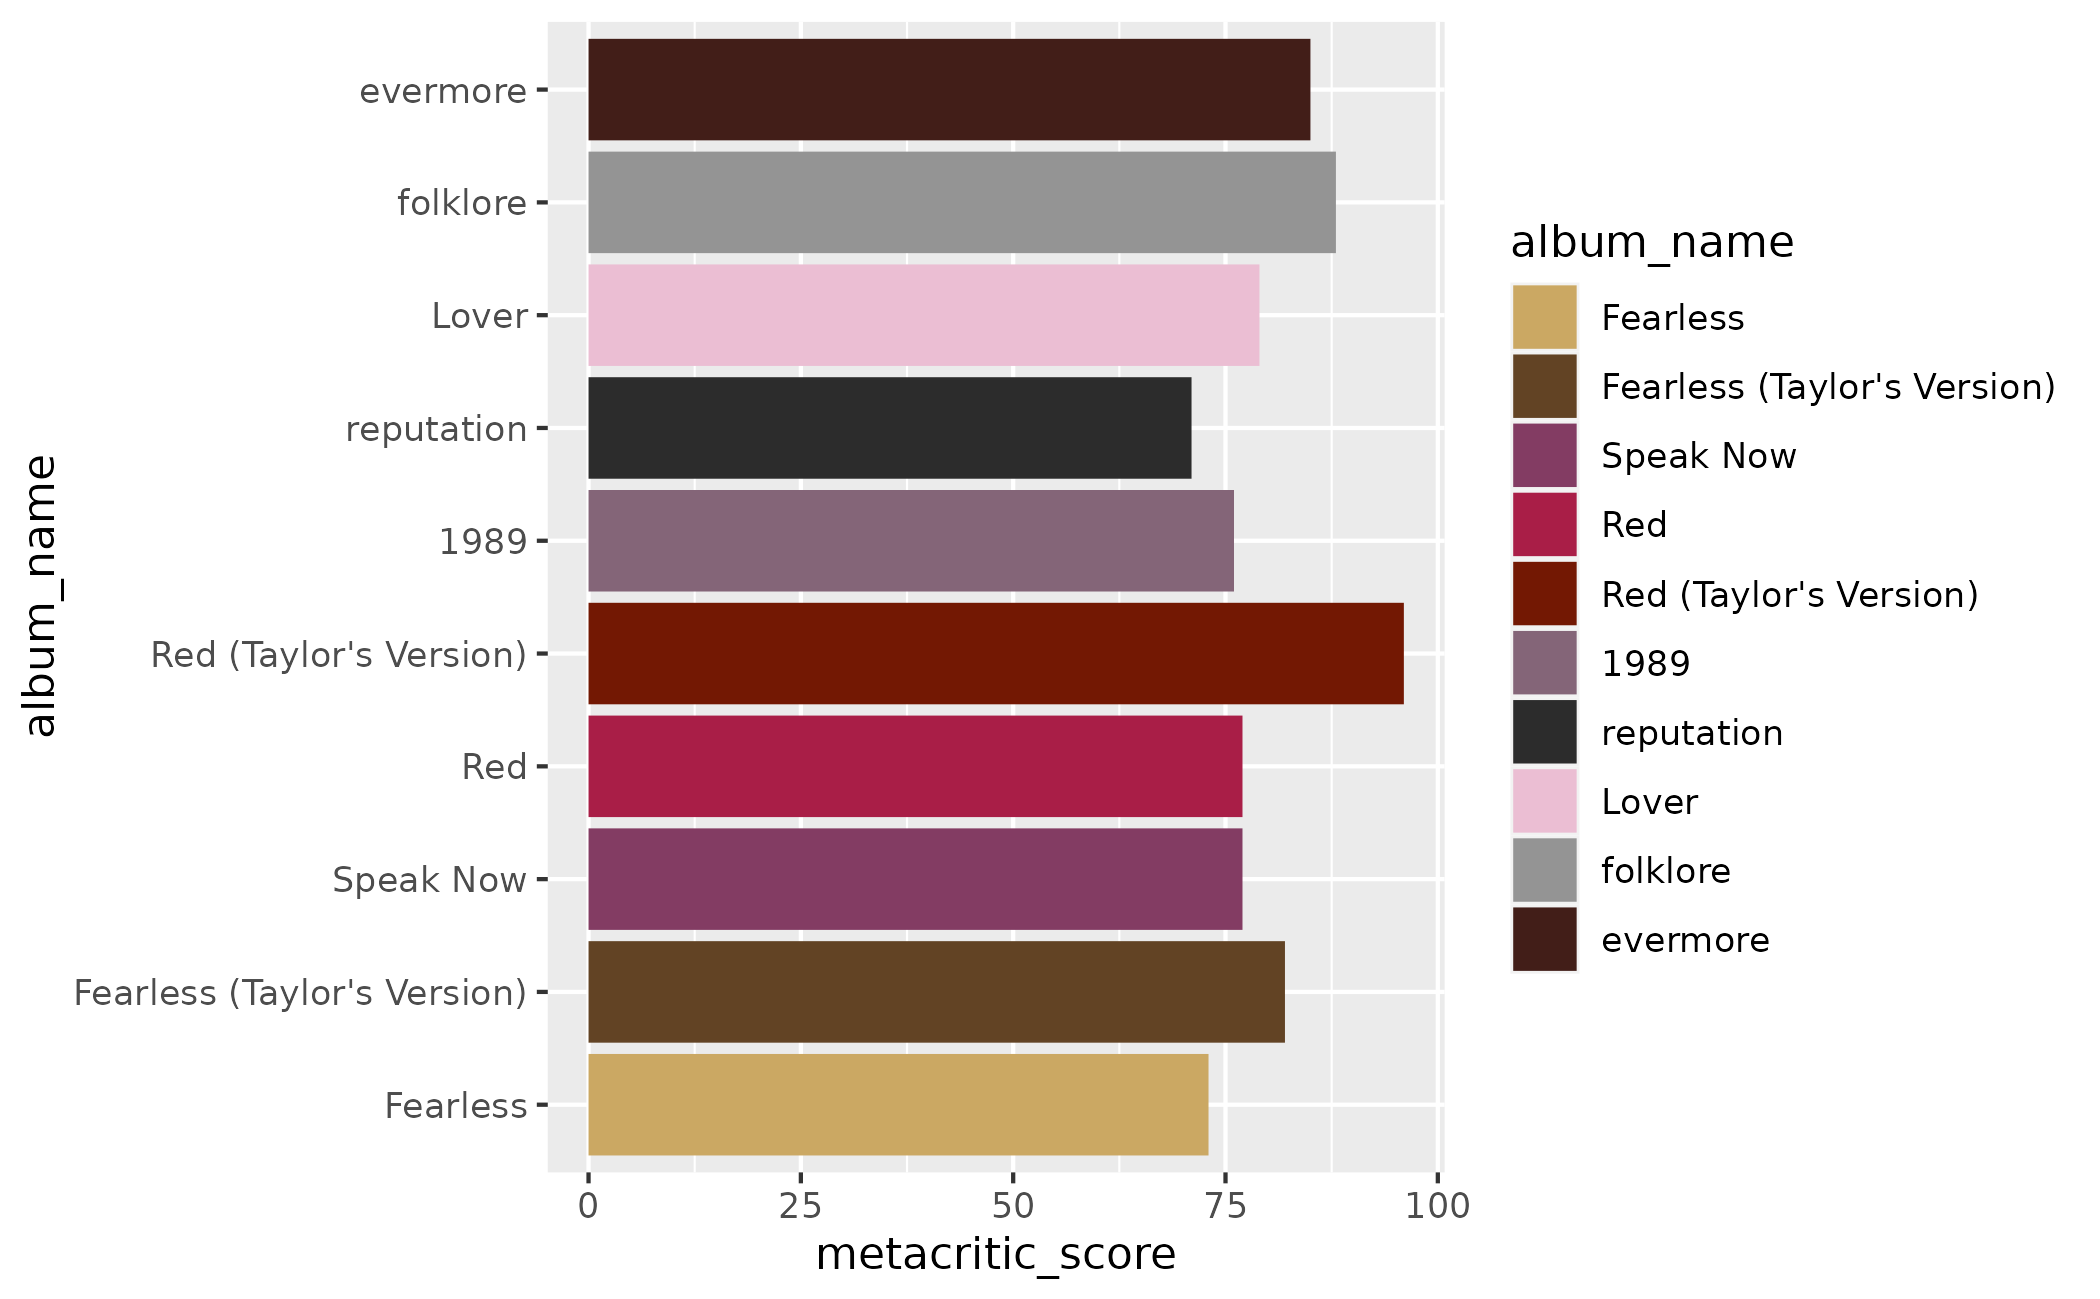 album_name
evermore
folklore
Lover
reputation
1989
Red (Taylor's Version)
Red
Speak Now
Fearless (Taylor's Version)
Fearless
0 25 50 75 100
metacritic_score
album_name
Fearless
Fearless (Taylor's Version)
Speak Now
Red
Red (Taylor's Version)
1989
reputation
Lover
folklore
evermore